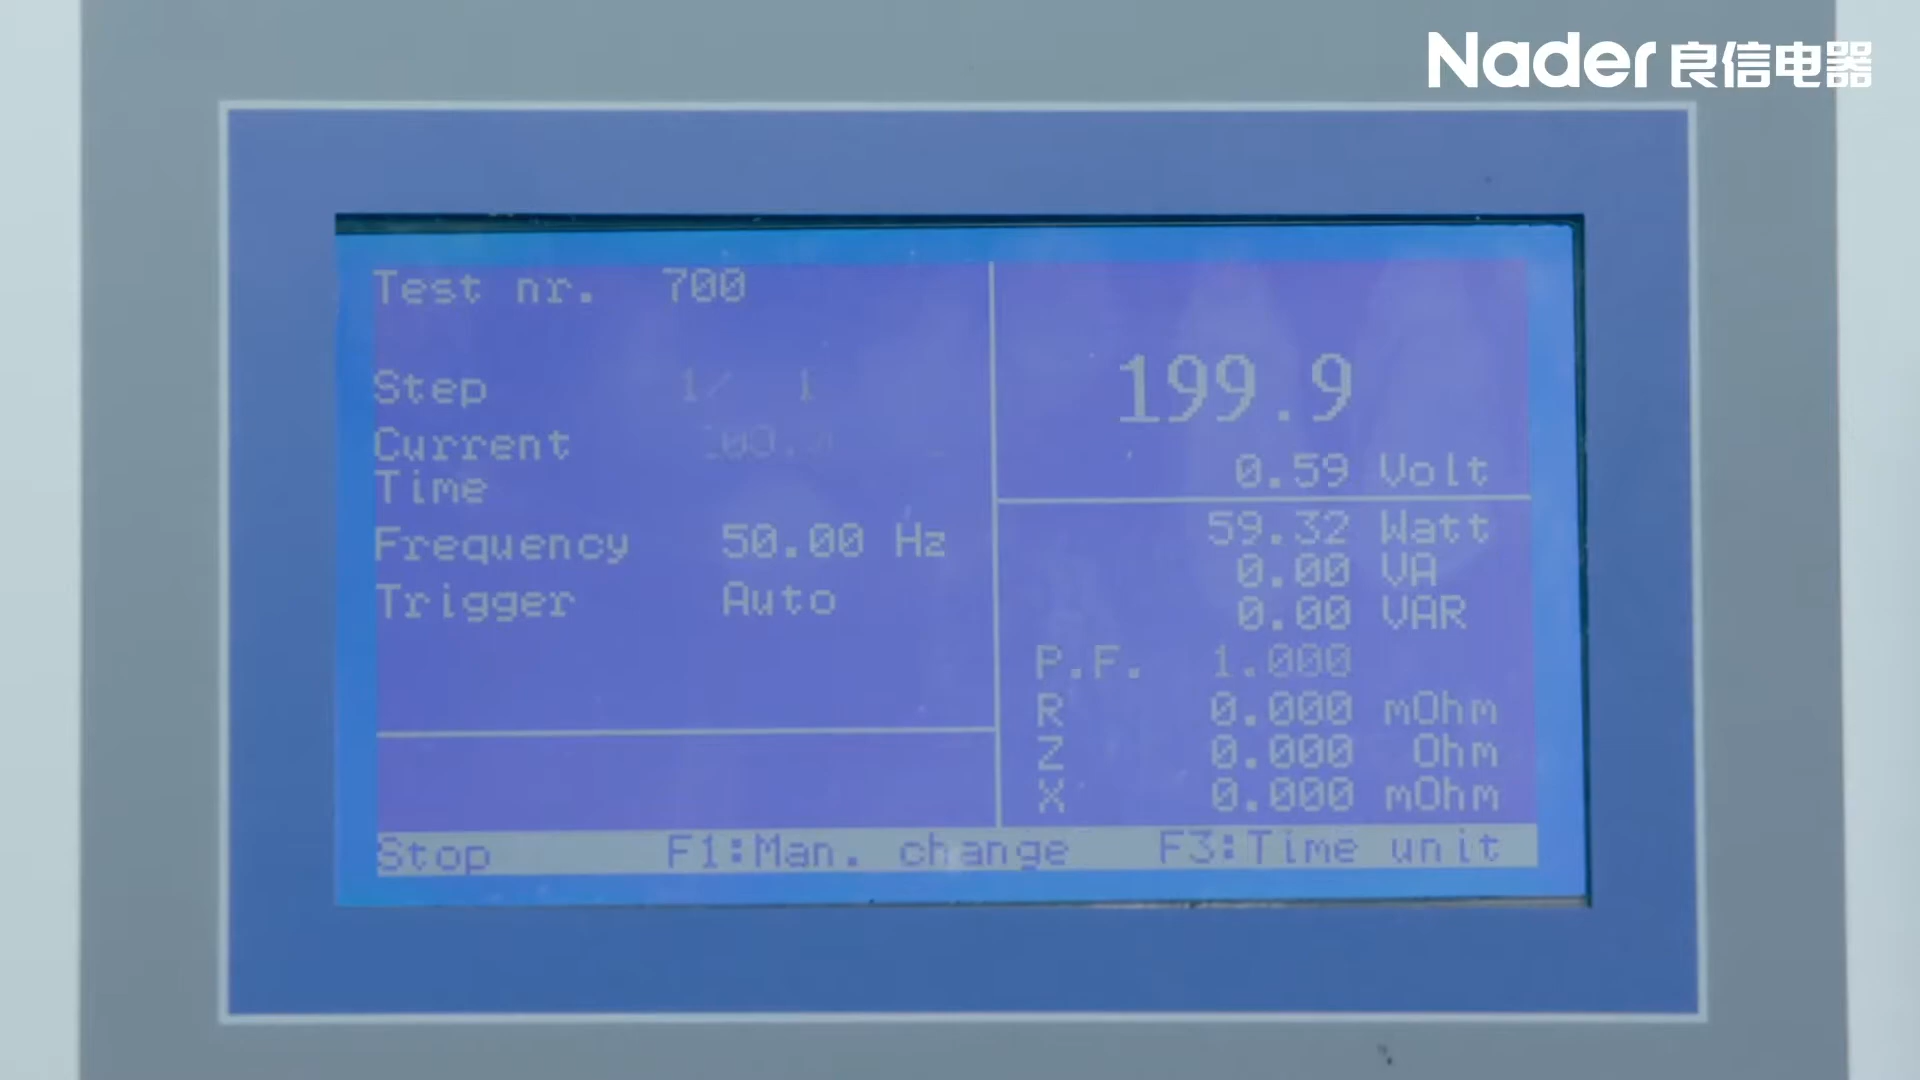 Nader 良信电器
Test nr. 700
Step 1/ 1
Current
Time
Frequency 50.00 Hz
Trigger Auto
199.9
0.59 Volt
59.32 Watt
0.00 VA
0.00 VAR
P.F. 1.000
R 0.000 mOhm
Z 0.000 Ohm
X 0.000 mOhm
Stop F1:Man. change F3:Time unit